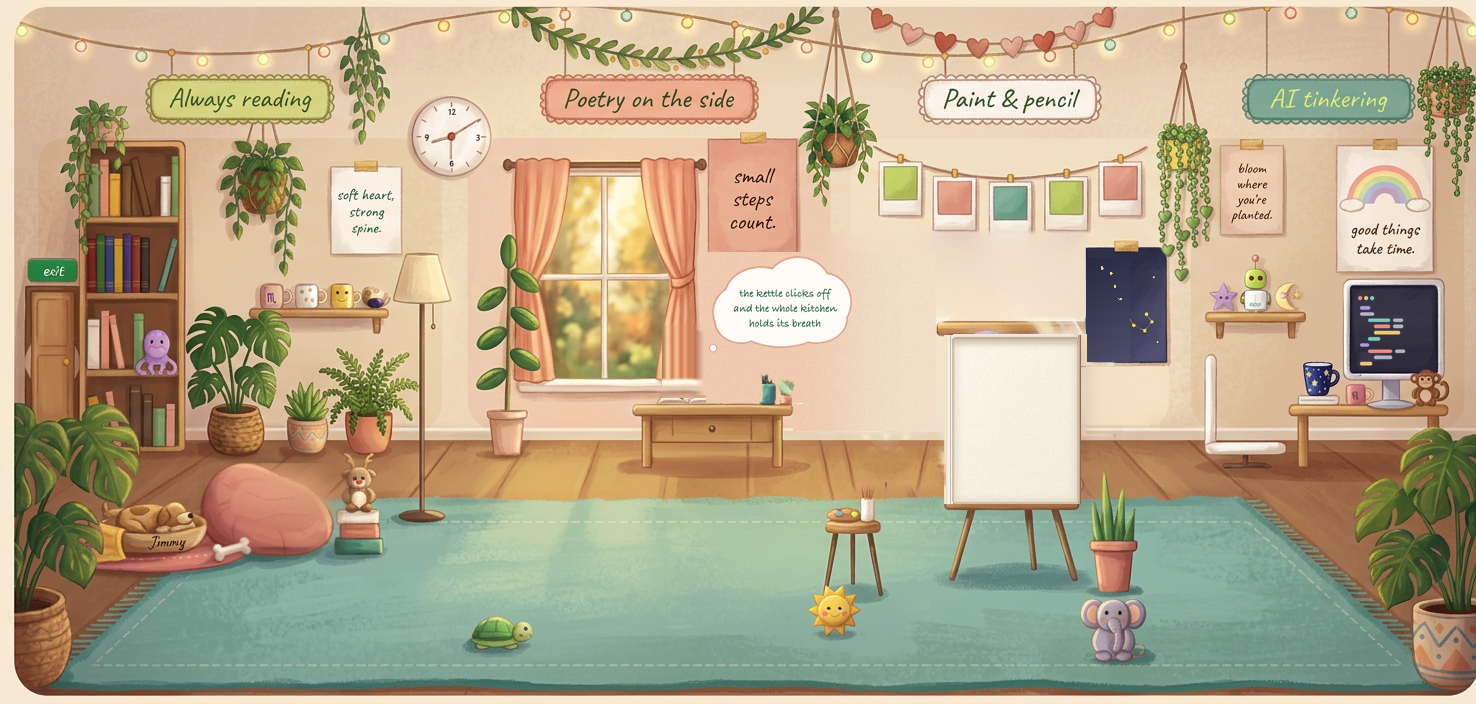 Always reading
Poetry on the side
Paint & pencil
AI tinkering
12
3
6
9
soft heart,
strong
spine.
small
steps
count.
bloom
where
you're
planted.
good things
take time.
exit
m
the kettle clicks off
and the whole kitchen
holds its breath
R
Jimmy